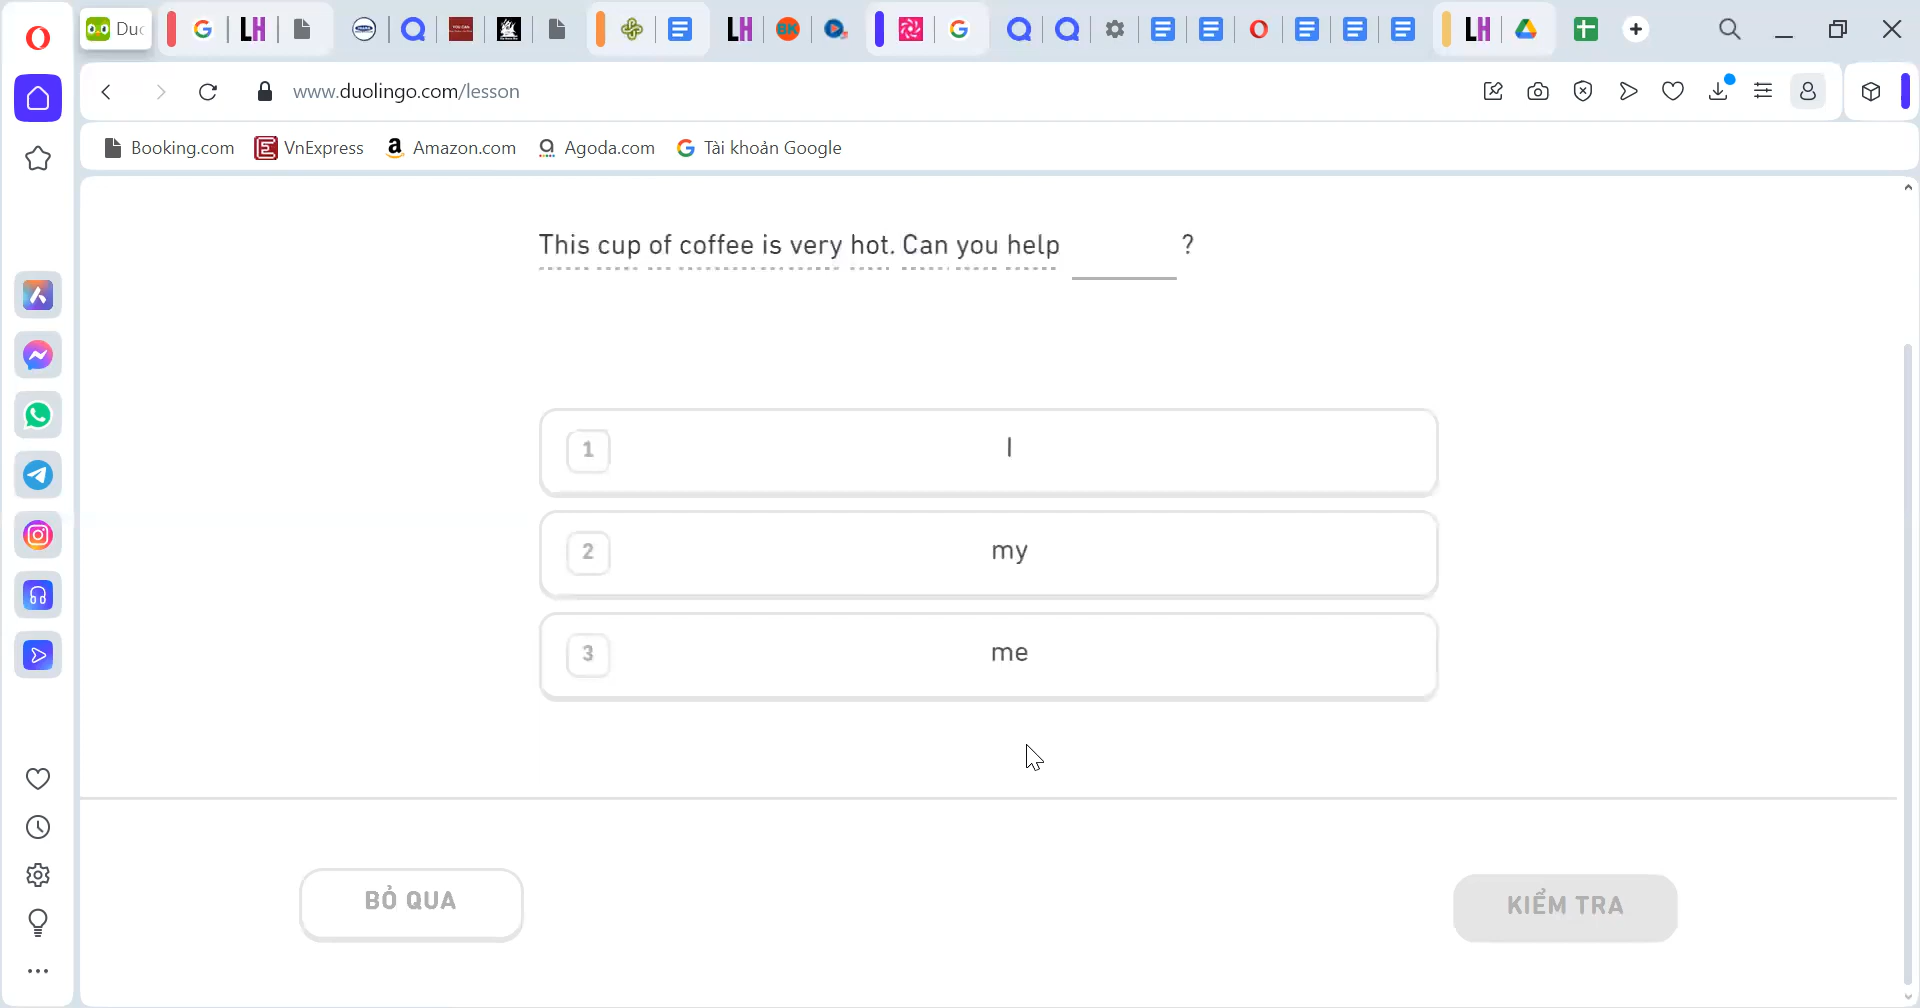 Duo
www.duolingo.com/lesson
Booking.com VnExpress Amazon.com Agoda.com Tài khoản Google
This cup of coffee is very hot. Can you help ?
1 I
2 my
3 me
BỎ QUA KIỂM TRA